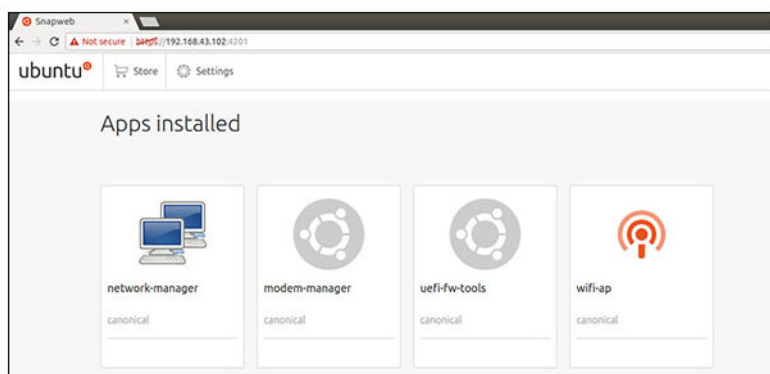 Snapweb ×
Not secure | https://192.168.43.102:4201
ubuntu Store Settings
Apps installed
network-manager modem-manager uefi-fw-tools wifi-ap
canonical canonical canonical canonical